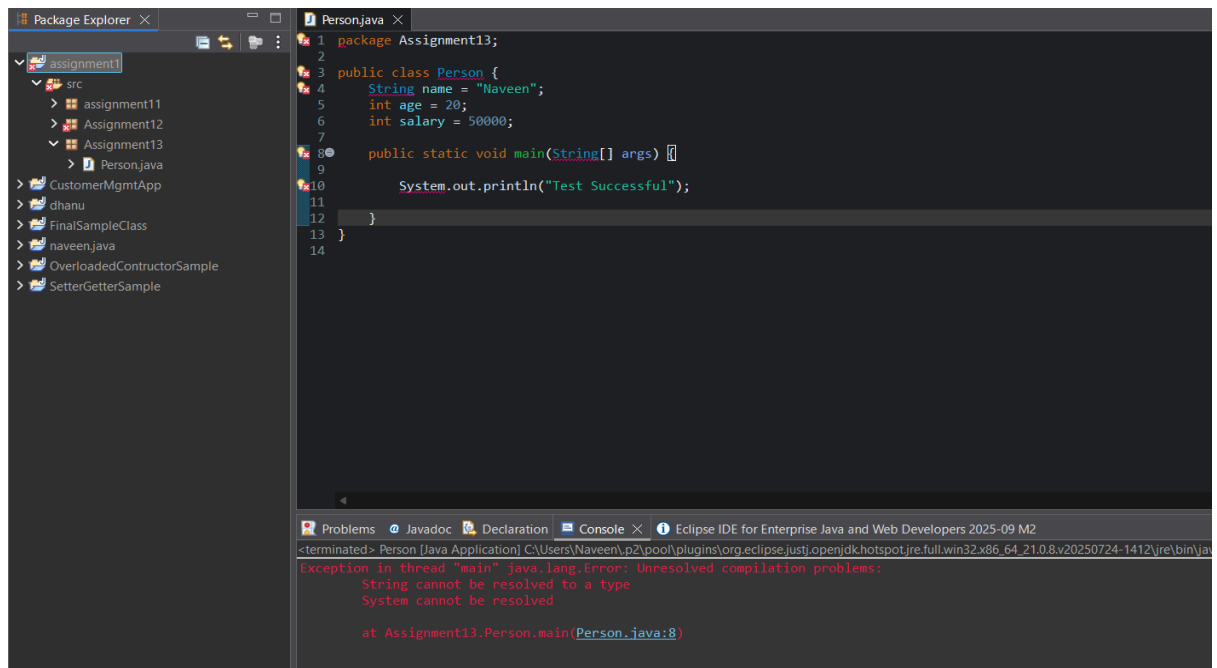 Package Explorer
assignment1
src
assignment11
Assignment12
Assignment13
Person.java
CustomerMgmtApp
dhanu
FinalSampleClass
naveen.java
OverloadedContructorSample
SetterGetterSample
Person.java
1 package Assignment13;
2
3 public class Person {
4 String name = "Naveen";
5 int age = 20;
6 int salary = 50000;
7
8 public static void main(String[] args) {
9
10 System.out.println("Test Successful");
11
12 }
13 }
14
Problems @ Javadoc Declaration Console Eclipse IDE for Enterprise Java and Web Developers 2025-09 M2
<terminated> Person [Java Application] C:\Users\Naveen\.p2\pool\plugins\org.eclipse.justj.openjdk.hotspot.jre.full.win32.x86_64_21.0.8.v20250724-1412\jre\bin\jav
Exception in thread "main" java.lang.Error: Unresolved compilation problems:
String cannot be resolved to a type
System cannot be resolved
at Assignment13.Person.main(Person.java:8)